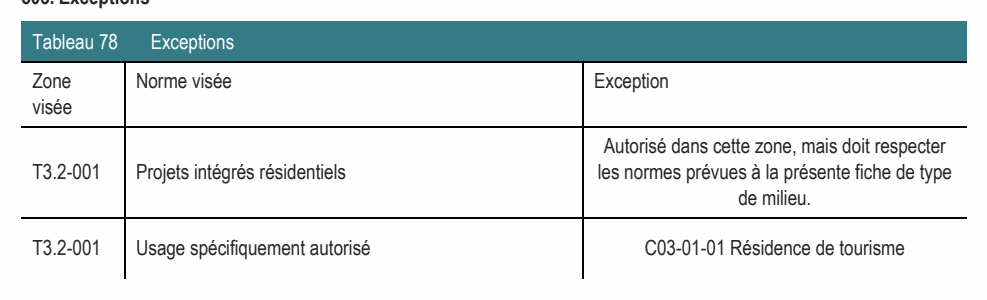 Tableau 78 Exceptions
Zone visée
Norme visée
Exception
T3.2-001
Projets intégrés résidentiels
Autorisé dans cette zone, mais doit respecter
les normes prévues à la présente fiche de type
de milieu.
T3.2-001
Usage spécifiquement autorisé
C03-01-01 Résidence de tourisme